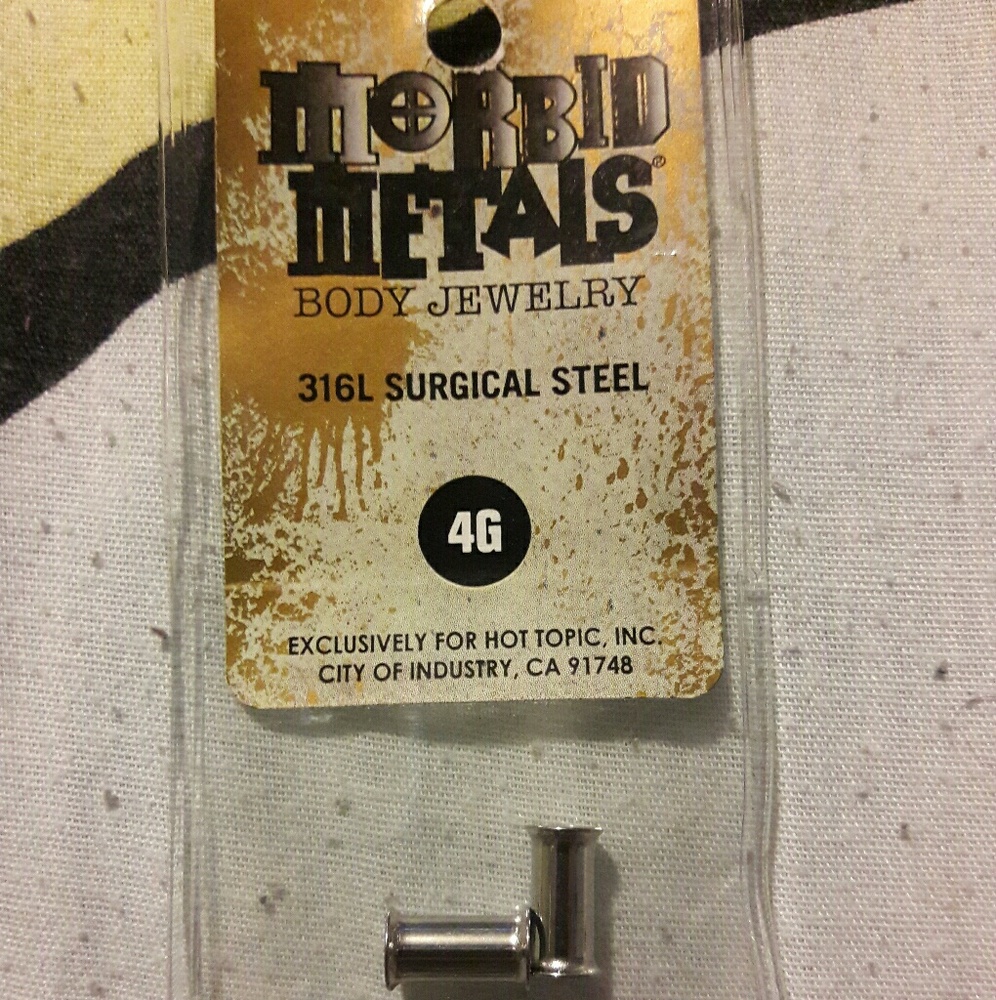 MORBID
METALS®
BODY JEWELRY
316L SURGICAL STEEL
4G
EXCLUSIVELY FOR HOT TOPIC, INC.
CITY OF INDUSTRY, CA 91748